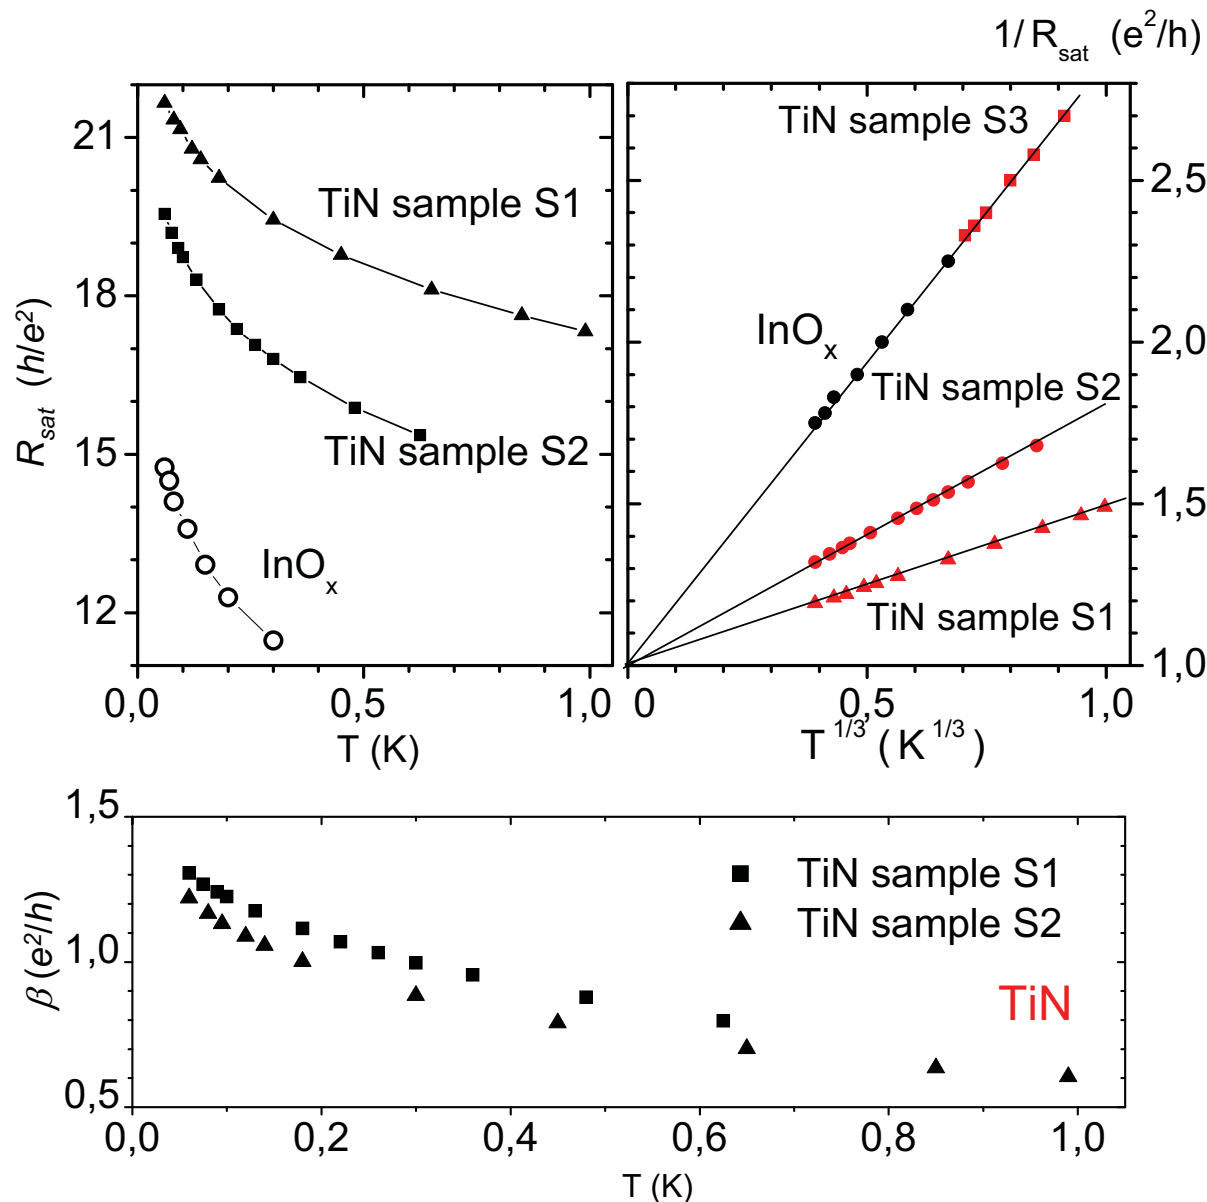 1/ R_sat (e²/h)
21
18
15
12
R_sat (h/e²)
TiN sample S1
TiN sample S2
InOₓ
0,0
0,5
1,0
T (K)
TiN sample S3
InOₓ
TiN sample S2
TiN sample S1
2,5
2,0
1,5
1,0
0
0,5
1,0
T^1/3 (K^1/3)
1,5
1,0
0,5
β (e²/h)
TiN sample S1
TiN sample S2
TiN
0,0
0,2
0,4
0,6
0,8
1,0
T (K)